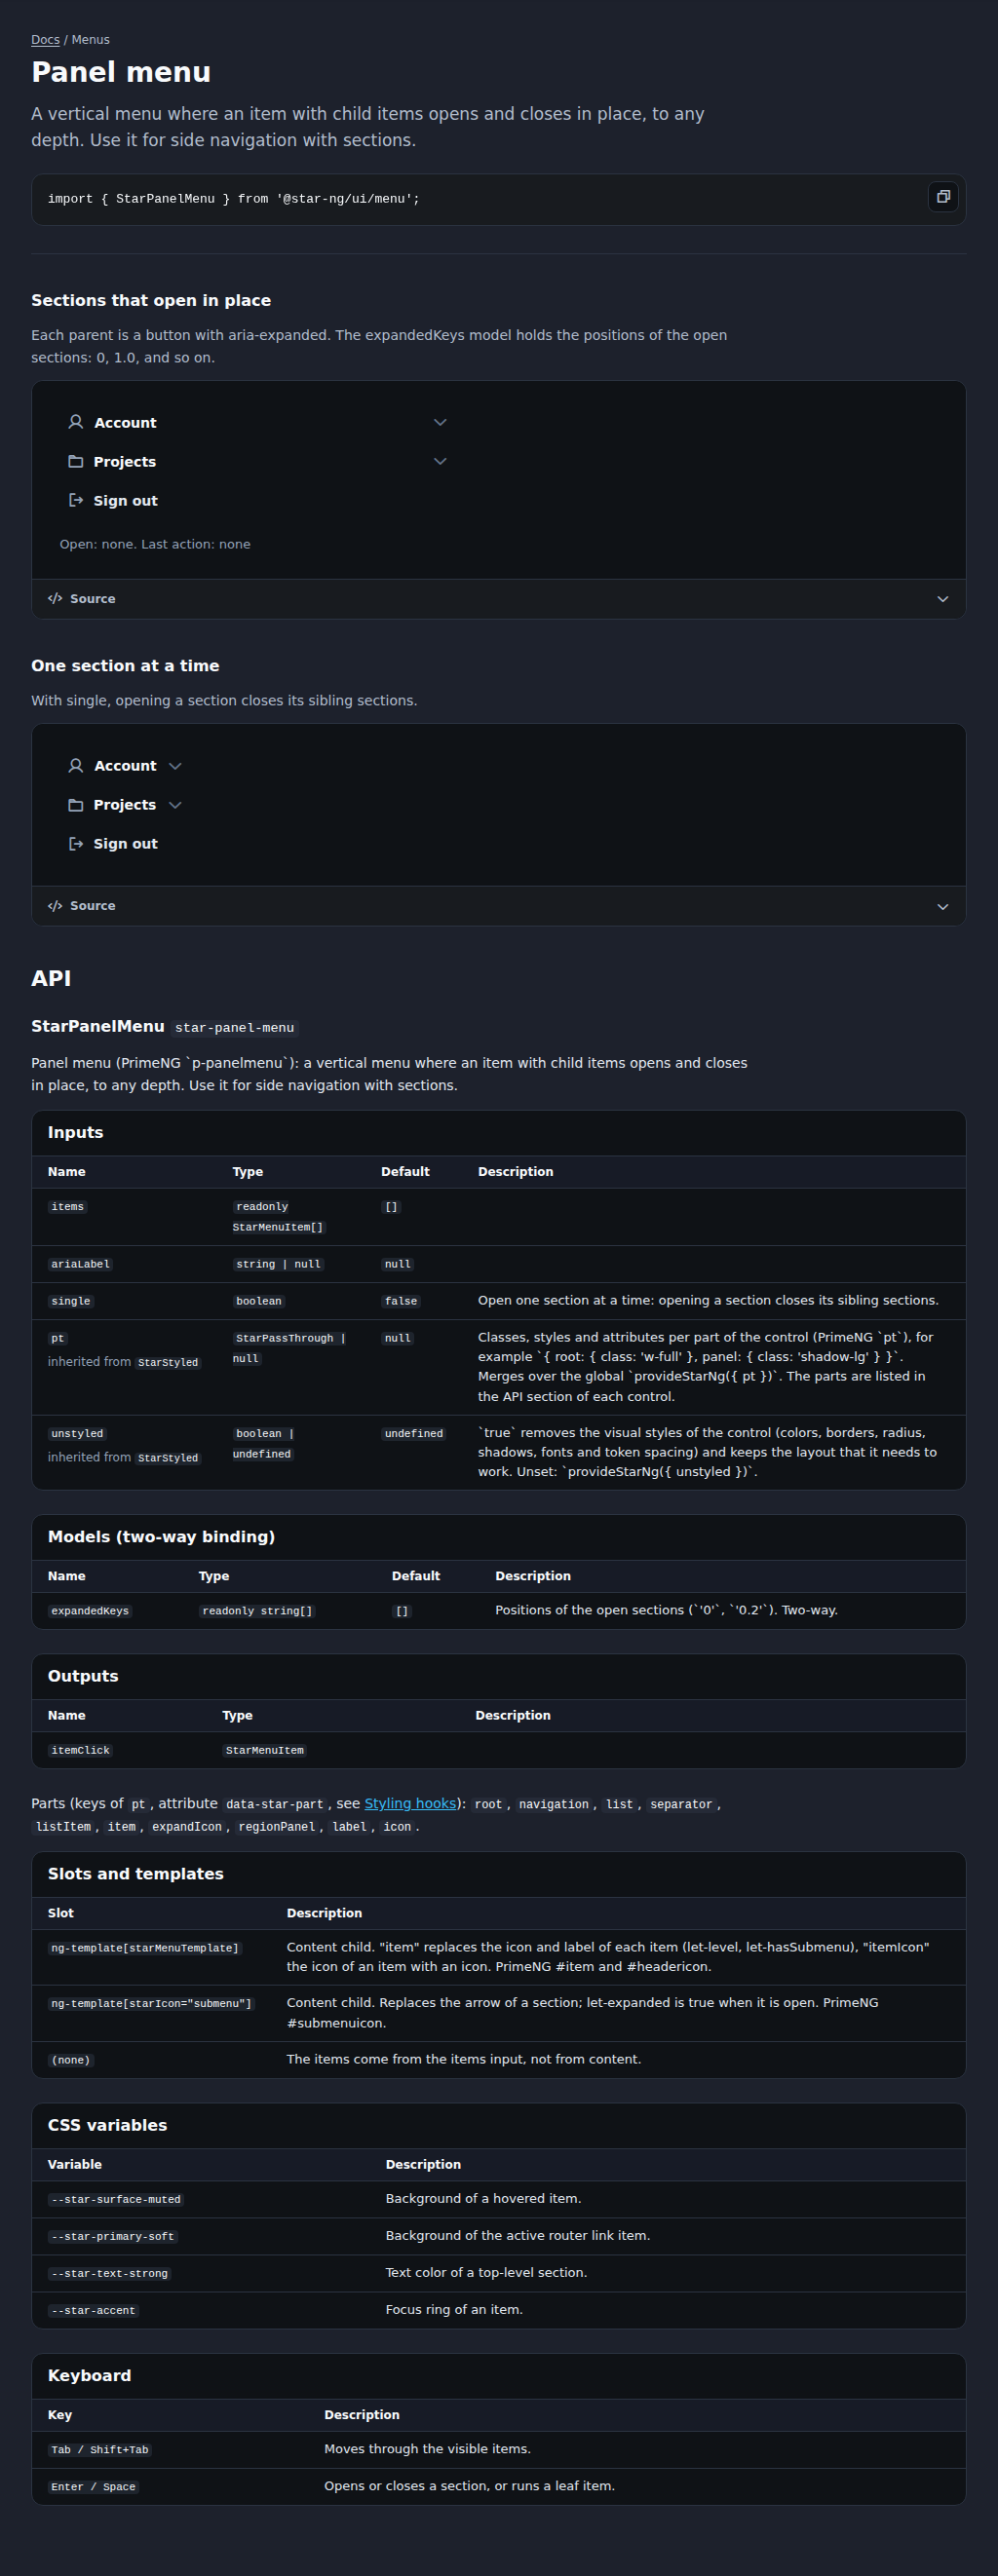 Docs / Menus
Panel menu
A vertical menu where an item with child items opens and closes in place, to any
depth. Use it for side navigation with sections.
import { StarPanelMenu } from '@star-ng/ui/menu';
Sections that open in place
Each parent is a button with aria-expanded. The expandedKeys model holds the positions of the open
sections: 0, 1.0, and so on.
Account
Projects
Sign out
Open: none. Last action: none
Source
One section at a time
With single, opening a section closes its sibling sections.
Account
Projects
Sign out
Source
API
StarPanelMenu star-panel-menu
Panel menu (PrimeNG `p-panelmenu`): a vertical menu where an item with child items opens and closes
in place, to any depth. Use it for side navigation with sections.
Inputs
Name Type Default Description
items readonly []
StarMenuItem[]
ariaLabel string | null null
single boolean false Open one section at a time: opening a section closes its sibling sections.
pt StarPassThrough | null Classes, styles and attributes per part of the control (PrimeNG `pt`), for
null example `{ root: { class: 'w-full' }, panel: { class: 'shadow-lg' } }`.
inherited from StarStyled Merges over the global `provideStarNg({ pt })`. The parts are listed in
the API section of each control.
unstyled boolean | undefined `true` removes the visual styles of the control (colors, borders, radius,
inherited from StarStyled undefined shadows, fonts and token spacing) and keeps the layout that it needs to
work. Unset: `provideStarNg({ unstyled })`.
Models (two-way binding)
Name Type Default Description
expandedKeys readonly string[] [] Positions of the open sections (`'0'`, `'0.2'`). Two-way.
Outputs
Name Type Description
itemClick StarMenuItem
Parts (keys of pt, attribute data-star-part, see Styling hooks): root, navigation, list, separator,
listItem, item, expandIcon, regionPanel, label, icon.
Slots and templates
Slot Description
ng-template[starMenuTemplate] Content child. "item" replaces the icon and label of each item (let-level, let-hasSubmenu), "itemIcon"
the icon of an item with an icon. PrimeNG #item and #headericon.
ng-template[starIcon="submenu"] Content child. Replaces the arrow of a section; let-expanded is true when it is open. PrimeNG
#submenuicon.
(none) The items come from the items input, not from content.
CSS variables
Variable Description
--star-surface-muted Background of a hovered item.
--star-primary-soft Background of the active router link item.
--star-text-strong Text color of a top-level section.
--star-accent Focus ring of an item.
Keyboard
Key Description
Tab / Shift+Tab Moves through the visible items.
Enter / Space Opens or closes a section, or runs a leaf item.